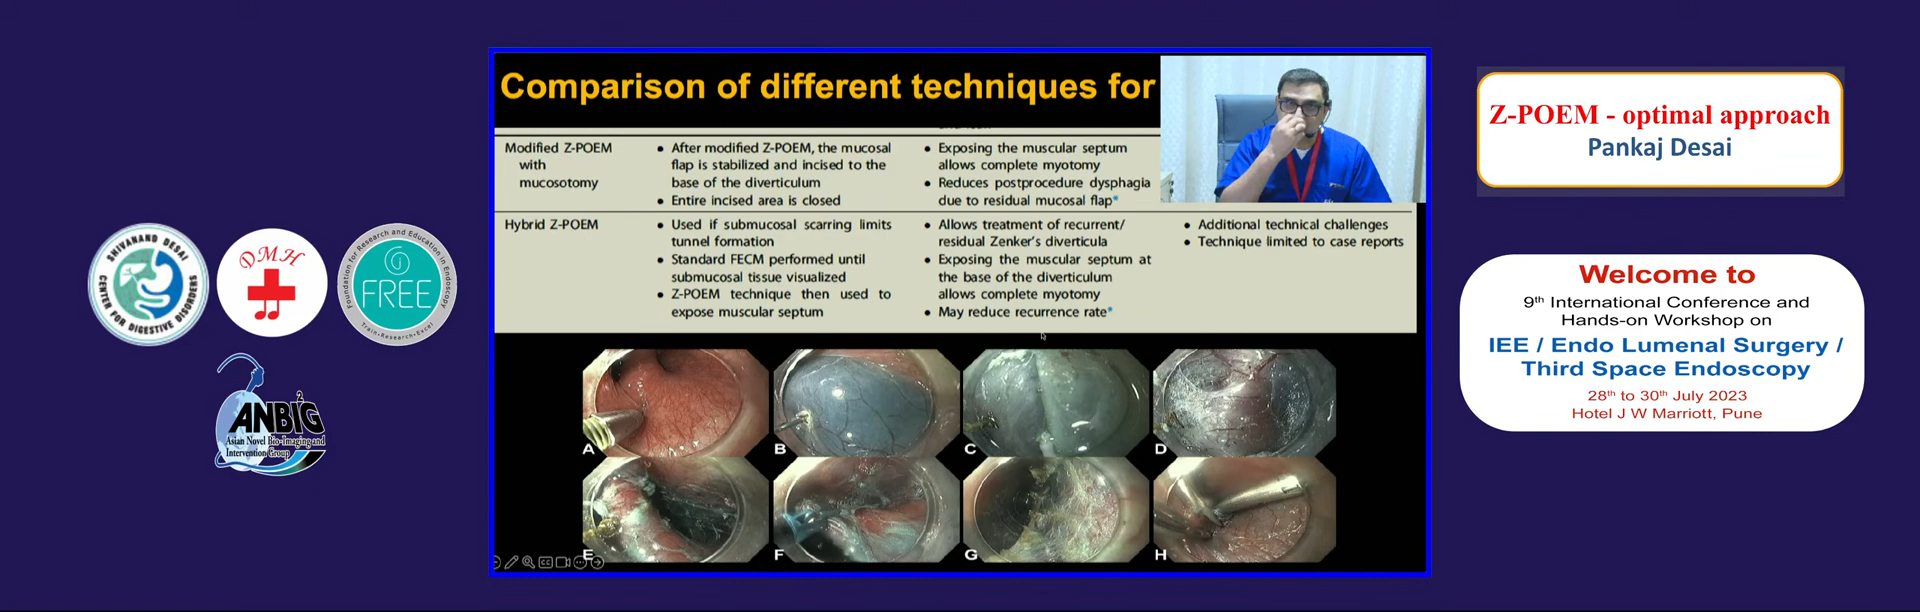 SHIVANAND DESAI
CENTER FOR DIGESTIVE DISORDERS
DMH
Foundation for Research and Education in Endoscopy
FREE
Train•Research•Excel
ANBIG
2
Asian Novel Bio-Imaging and
Intervention Group
Comparison of different techniques for
Modified Z-POEM
with
mucosotomy
• After modified Z-POEM, the mucosal
flap is stabilized and incised to the
base of the diverticulum
• Entire incised area is closed
• Exposing the muscular septum
allows complete myotomy
• Reduces postprocedure dysphagia
due to residual mucosal flap*
Hybrid Z-POEM
• Used if submucosal scarring limits
tunnel formation
• Standard FECM performed until
submucosal tissue visualized
• Z-POEM technique then used to
expose muscular septum
• Allows treatment of recurrent/
residual Zenker's diverticula
• Exposing the muscular septum at
the base of the diverticulum
allows complete myotomy
• May reduce recurrence rate*
• Additional technical challenges
• Technique limited to case reports
A
B
C
D
E
F
G
H
CC
Z-POEM - optimal approach
Pankaj Desai
Welcome to
9th International Conference and
Hands-on Workshop on
IEE / Endo Lumenal Surgery /
Third Space Endoscopy
28th to 30th July 2023
Hotel J W Marriott, Pune